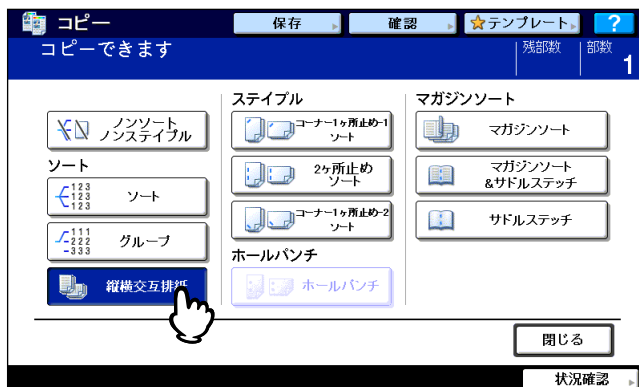 コピー
保存
確認
テンプレート
?
コピーできます
残部数
部数
1
ノンソート
ノンステイプル
ソート
123
123
123
ソート
111
222
333
グループ
縦横交互排紙
ステイプル
コーナー1ヶ所止め-1
ソート
2ケ所止め
ソート
コーナー1ヶ所止め-2
ソート
ホールパンチ
ホールパンチ
マガジンソート
マガジンソート
マガジンソート
&サドルステッチ
サドルステッチ
閉じる
状況確認